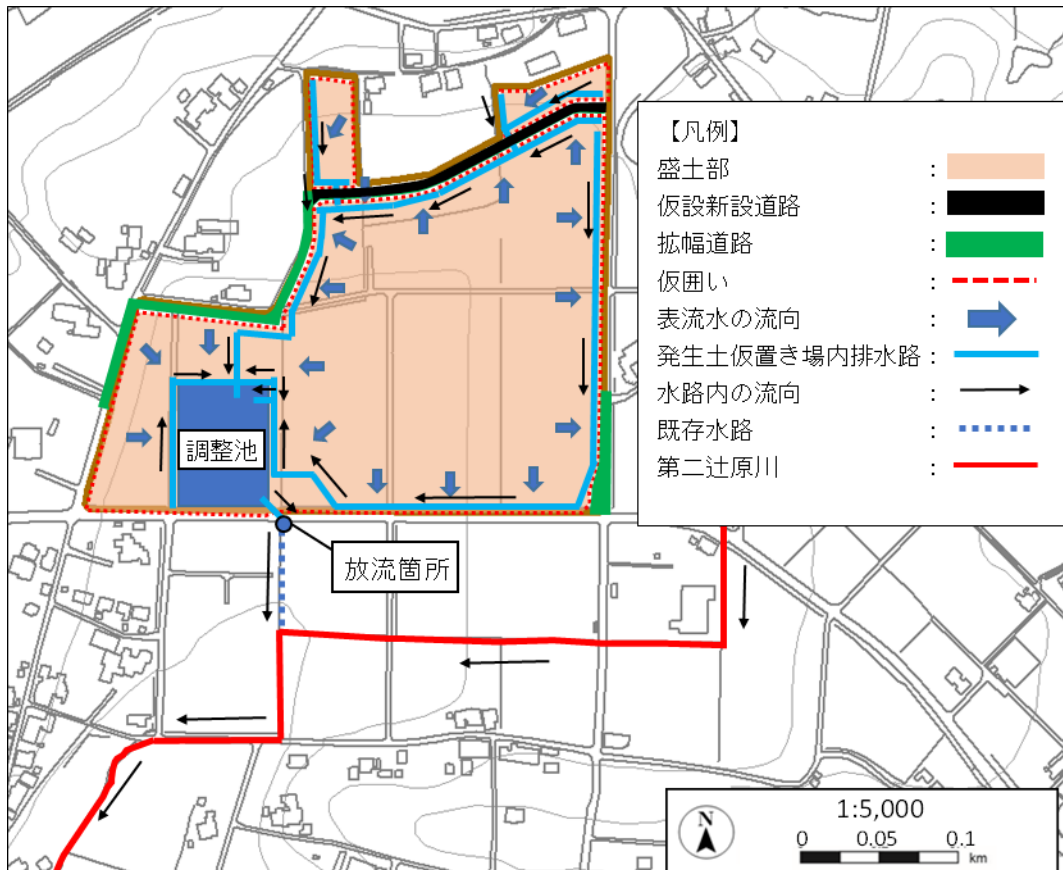 【凡例】
盛土部 :
仮設新設道路 :
拡幅道路 :
仮囲い :
表流水の流向 :
発生土仮置き場内排水路 :
水路内の流向 :
既存水路 :
第二辻原川 :
調整池
放流箇所
N
1:5,000
0 0.05 0.1
km